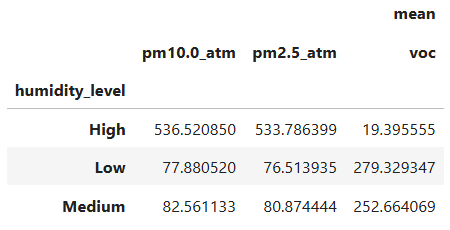 mean
pm10.0_atm pm2.5_atm voc
humidity_level
High 536.520850 533.786399 19.395555
Low 77.880520 76.513935 279.329347
Medium 82.561133 80.874444 252.664069